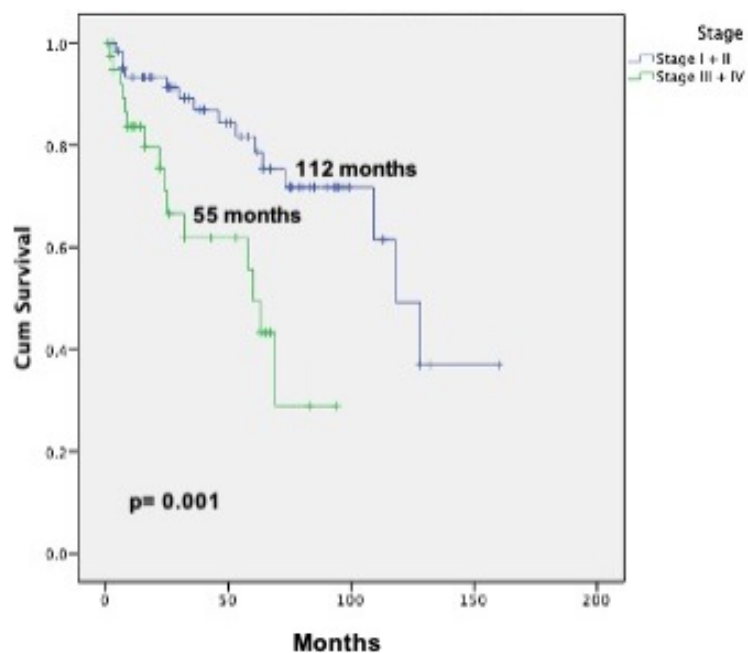 Stage
Stage I + II
Stage III + IV
1.0
0.8
0.6
0.4
0.2
0.0
Cum Survival
112 months
55 months
p= 0.001
0
50
100
150
200
Months